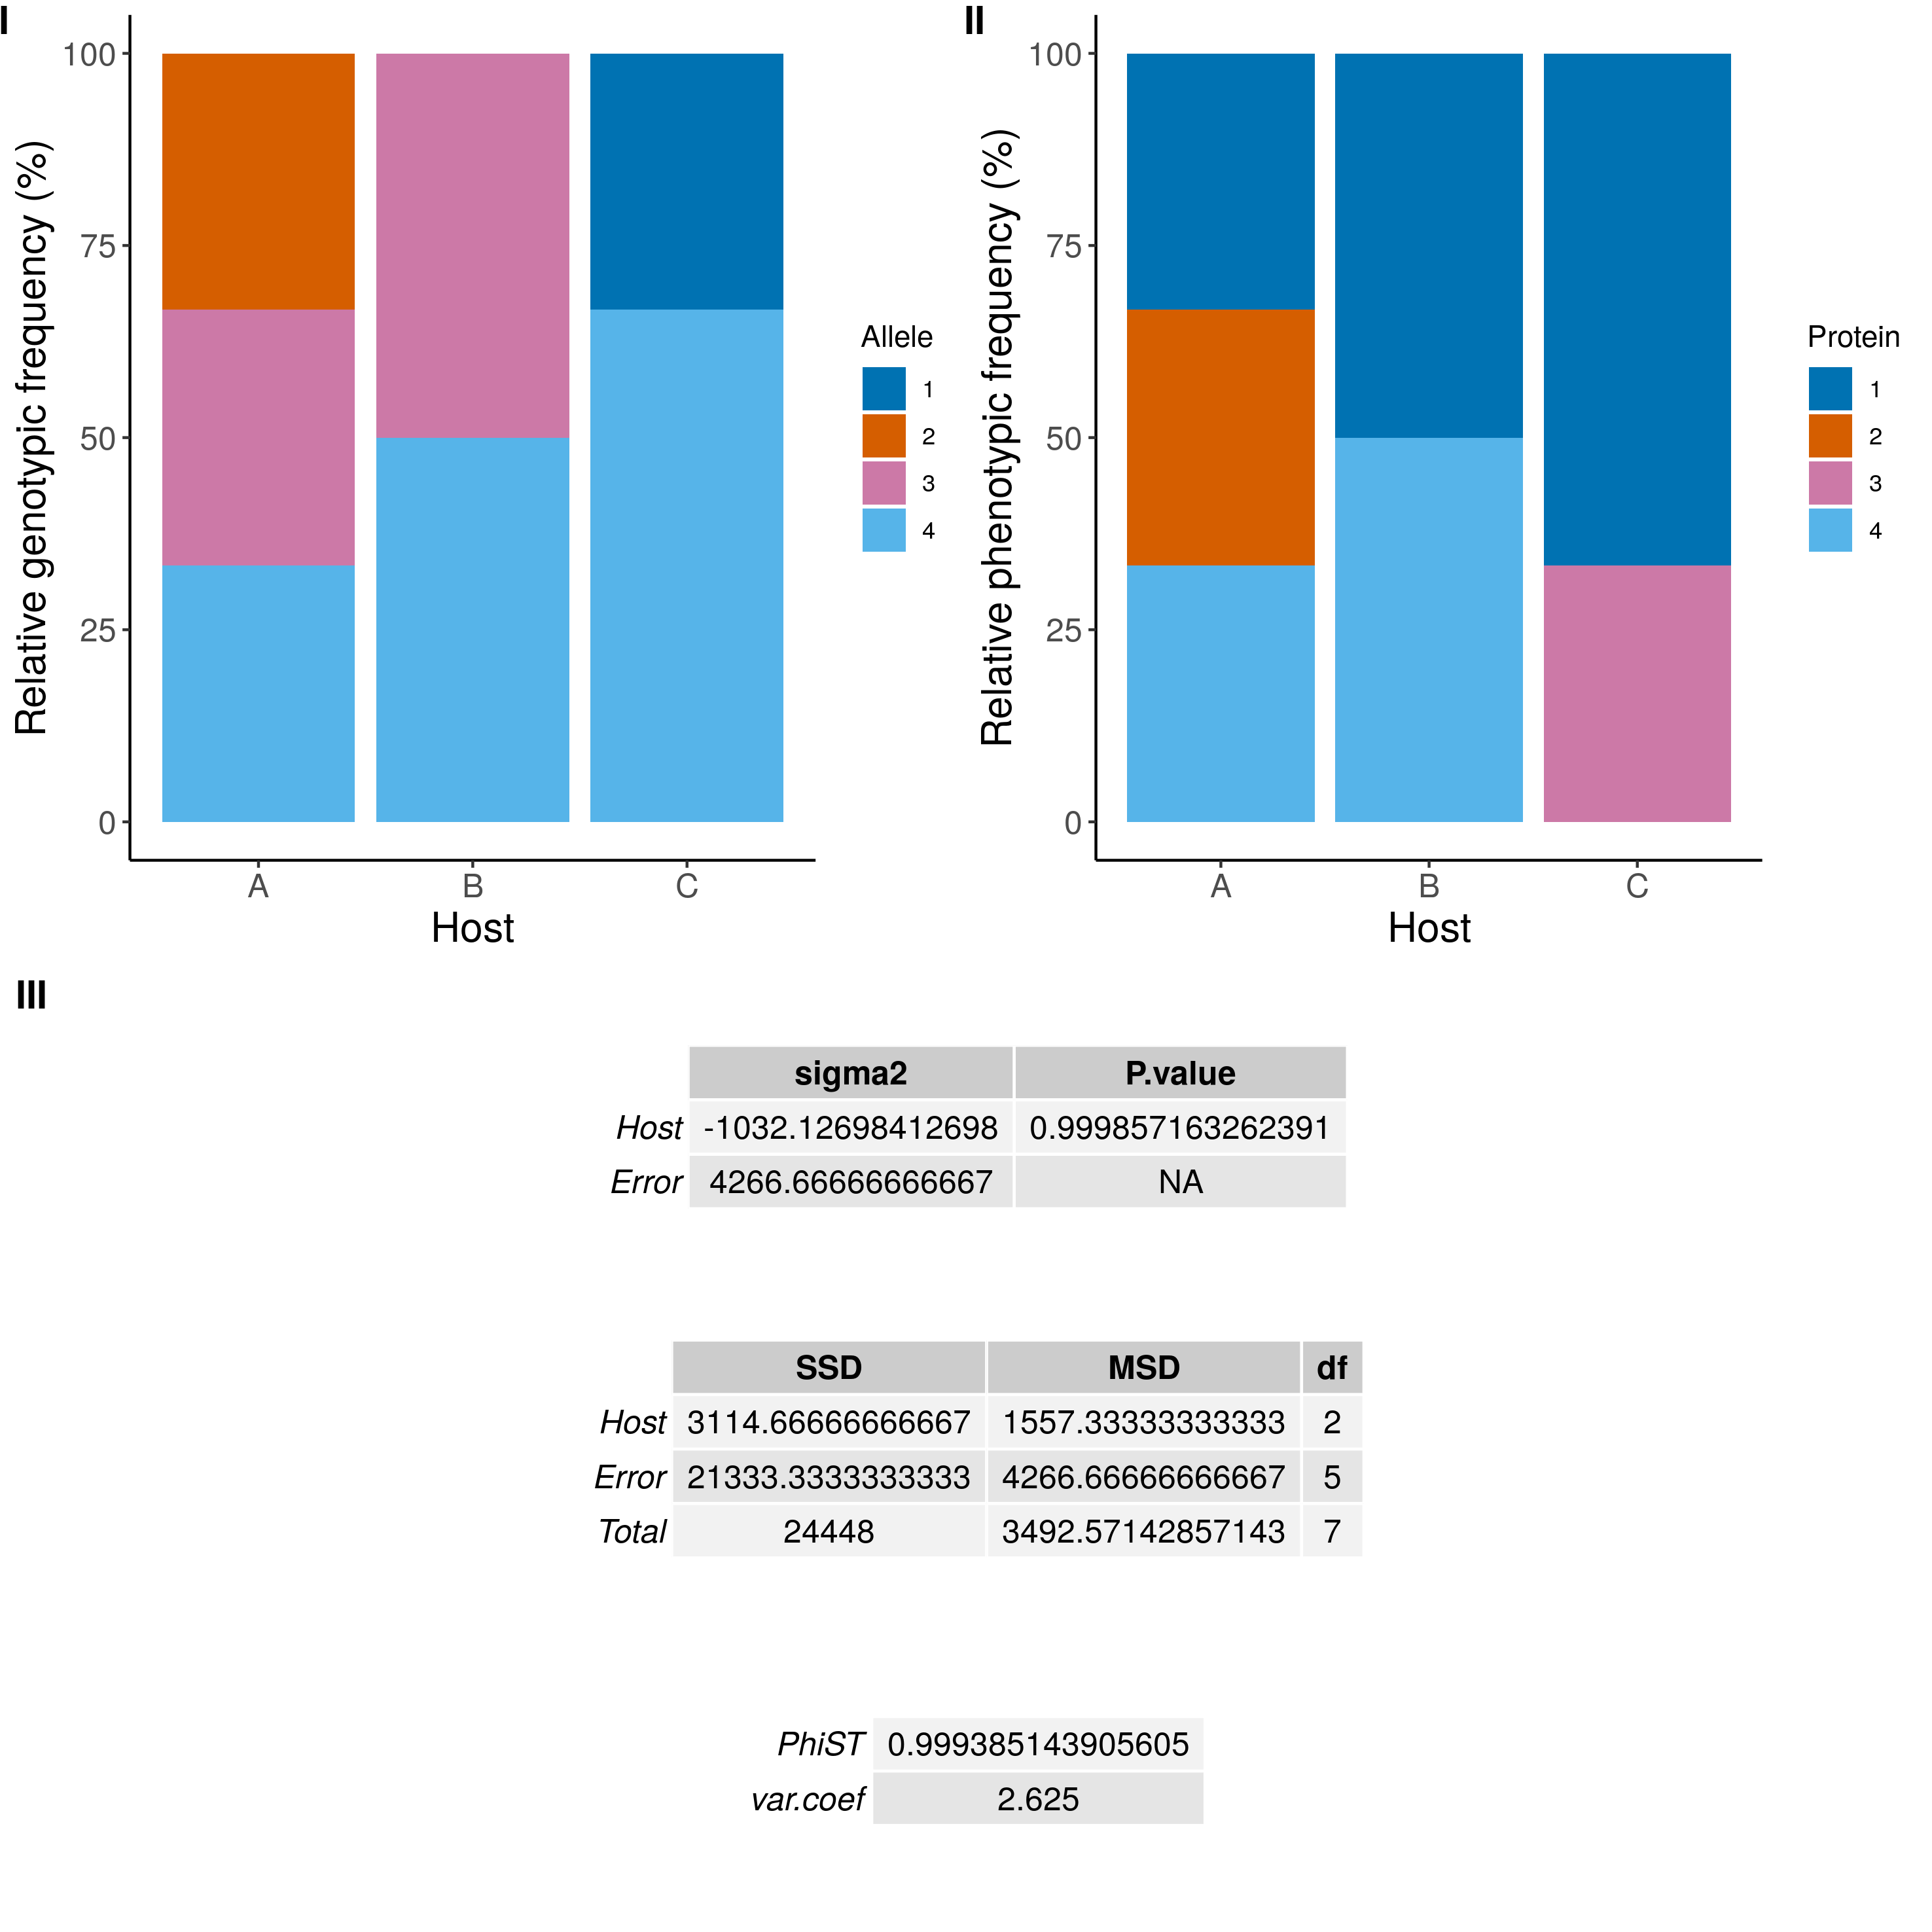 I
Relative genotypic frequency (%)
100
75
50
25
0
A B C
Host
Allele
1
2
3
4
II
Relative phenotypic frequency (%)
100
75
50
25
0
A B C
Host
Protein
1
2
3
4
III
sigma2 P.value
Host -1032.12698412698 0.999857163262391
Error 4266.66666666667 NA
SSD MSD df
Host 3114.66666666667 1557.33333333333 2
Error 21333.3333333333 4266.66666666667 5
Total 24448 3492.57142857143 7
PhiST 0.999385143905605
var.coef 2.625